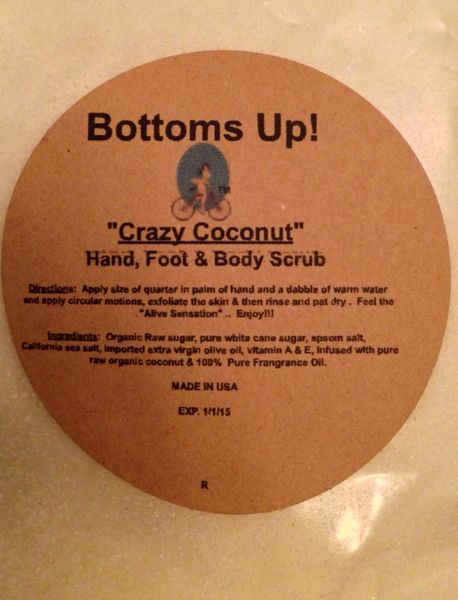 Bottoms Up!
TM
"Crazy Coconut"
Hand, Foot & Body Scrub
Directions: Apply size of quarter in palm of hand and a dabble of warm water
and apply circular motions, exfoliate the skin & then rinse and pat dry . Feel the
"Alive Sensation" .. Enjoy!!!
Ingredients: Organic Raw sugar, pure white cane sugar, epsom salt,
California sea salt, imported extra virgin olive oil, vitamin A & E, infused with pure
raw organic coconut & 100% Pure Frangrance Oil.
MADE IN USA
EXP. 1/1/15
R